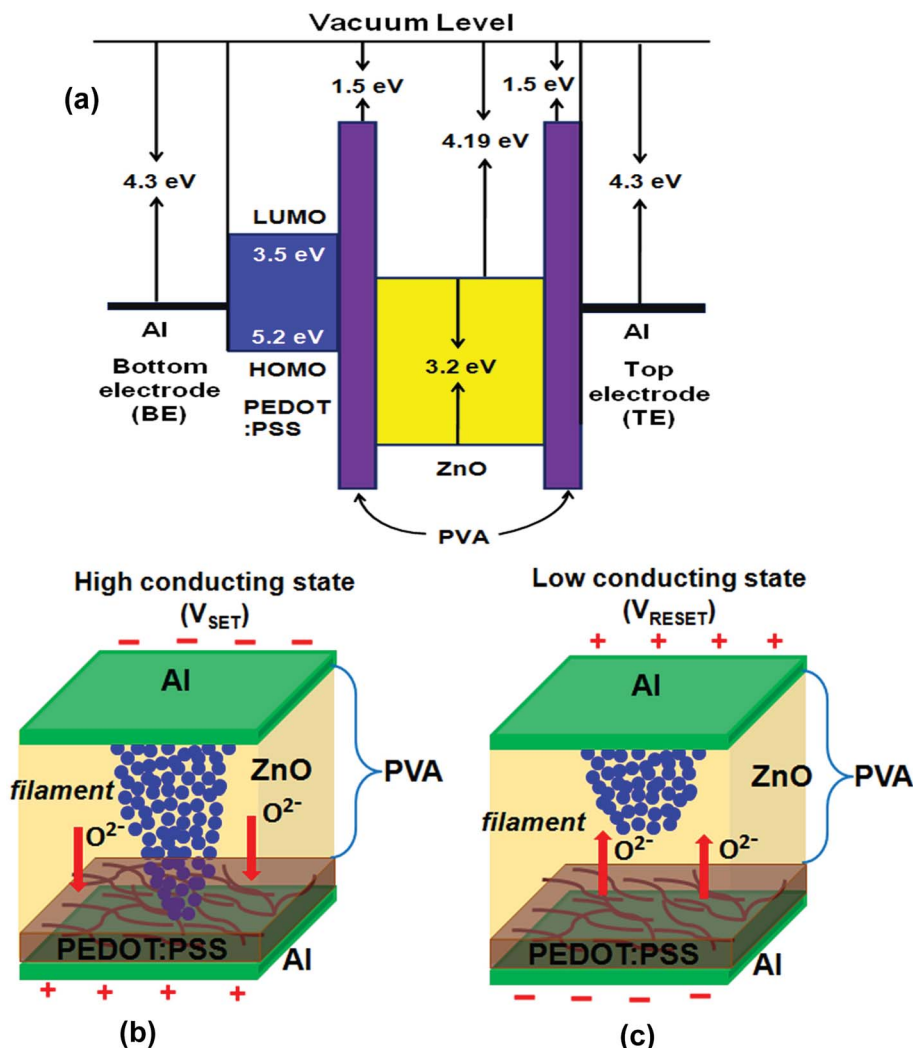 Vacuum Level
(a)
1.5 eV
1.5 eV
4.19 eV
4.3 eV
4.3 eV
LUMO
3.5 eV
5.2 eV
HOMO
PEDOT
:PSS
Al
Bottom
electrode
(BE)
3.2 eV
ZnO
Al
Top
electrode
(TE)
PVA
High conducting state
(V_SET)
– – – –
Al
ZnO
filament
O²⁻
O²⁻
PVA
PEDOT:PSS
Al
+ + + +
(b)
Low conducting state
(V_RESET)
+ + + +
Al
ZnO
PVA
filament
O²⁻
O²⁻
PEDOT:PSS
Al
– – – –
(c)